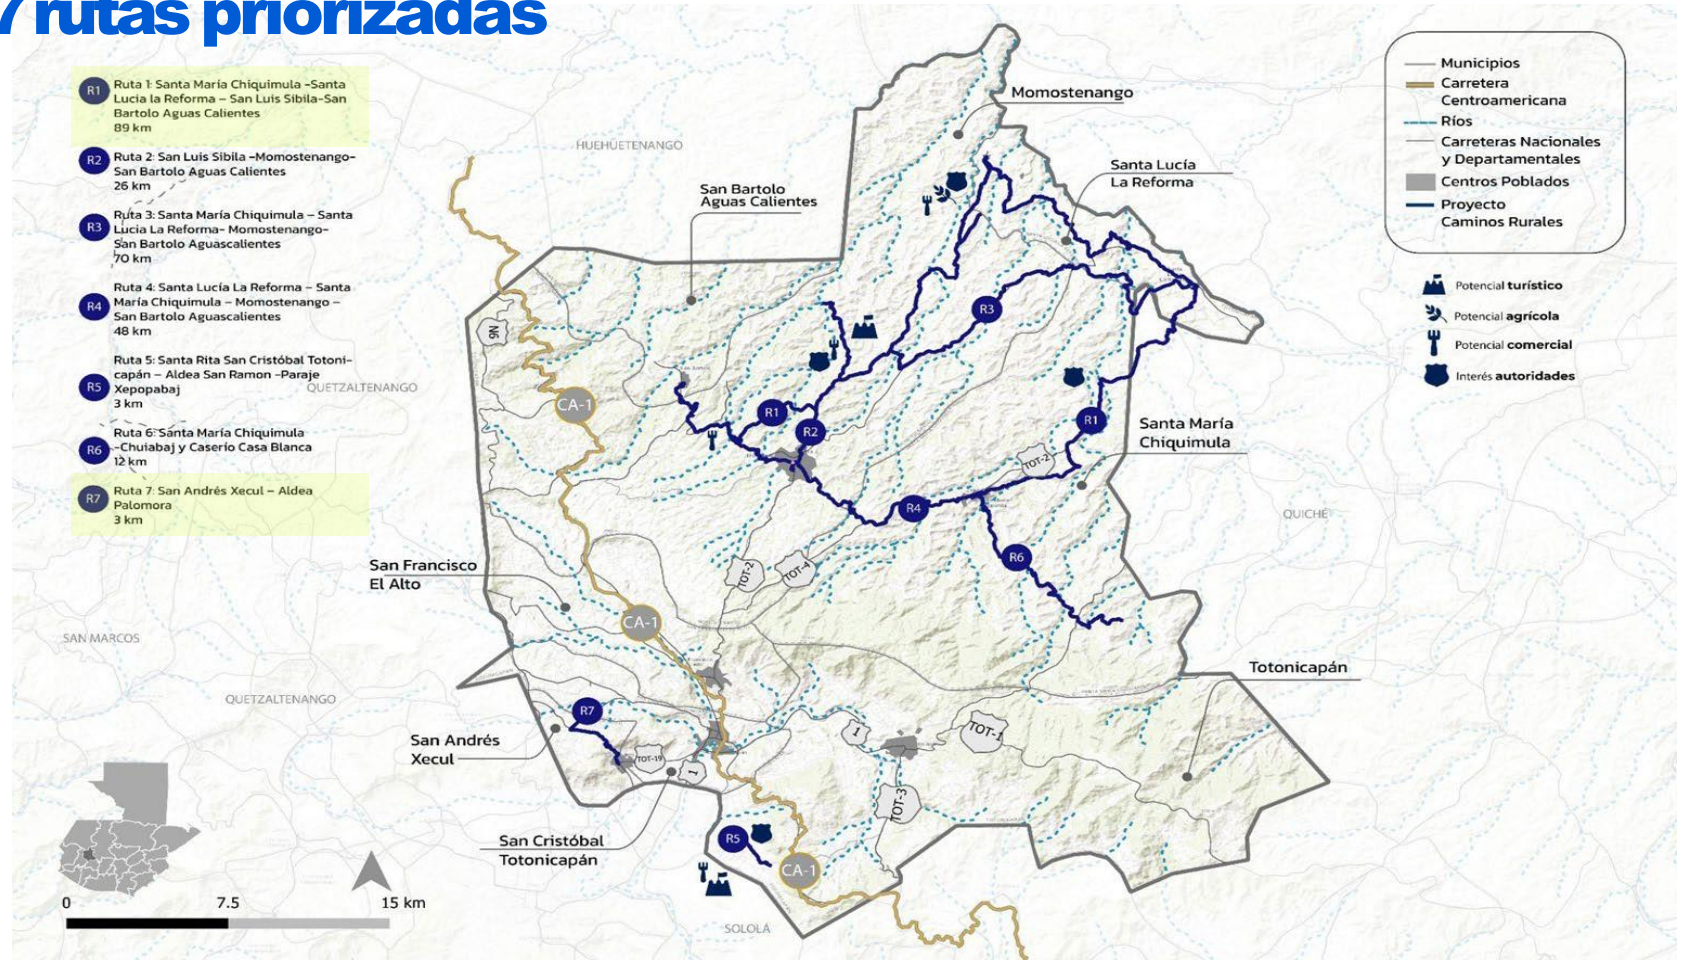 7 rutas priorizadas
R1
Ruta 1: Santa María Chiquimula -Santa
Lucia la Reforma – San Luis Sibila-San
Bartolo Aguas Calientes
89 km
R2
Ruta 2: San Luis Sibila -Momostenango-
San Bartolo Aguas Calientes
26 km
R3
Ruta 3: Santa María Chiquimula – Santa
Lucia La Reforma- Momostenango-
San Bartolo Aguascalientes
70 km
R4
Ruta 4: Santa Lucía La Reforma – Santa
María Chiquimula – Momostenango –
San Bartolo Aguascalientes
48 km
R5
Ruta 5: Santa Rita San Cristóbal Totoni-
capán – Aldea San Ramon -Paraje
Xepopabaj
3 km
R6
Ruta 6: Santa María Chiquimula
-Chuiabaj y Caserío Casa Blanca
12 km
R7
Ruta 7: San Andrés Xecul – Aldea
Palomora
3 km
Municipios
Carretera
Centroamericana
Ríos
Carreteras Nacionales
y Departamentales
Centros Poblados
Proyecto
Caminos Rurales
Potencial turístico
Potencial agrícola
Potencial comercial
Interés autoridades
HUEHUETENANGO
Momostenango
Santa Lucía
La Reforma
San Bartolo
Aguas Calientes
R3
N6
QUETZALTENANGO
CA-1
R1
R2
R1
Santa María
Chiquimula
TOT-2
R4
QUICHÉ
R6
San Francisco
El Alto
TOT-2
TOT-4
CA-1
SAN MARCOS
Totonicapán
QUETZALTENANGO
R7
San Andrés
Xecul
TOT-19
1
1
TOT-1
TOT-3
San Cristóbal
Totonicapán
R5
CA-1
SOLOLÁ
0 7.5 15 km